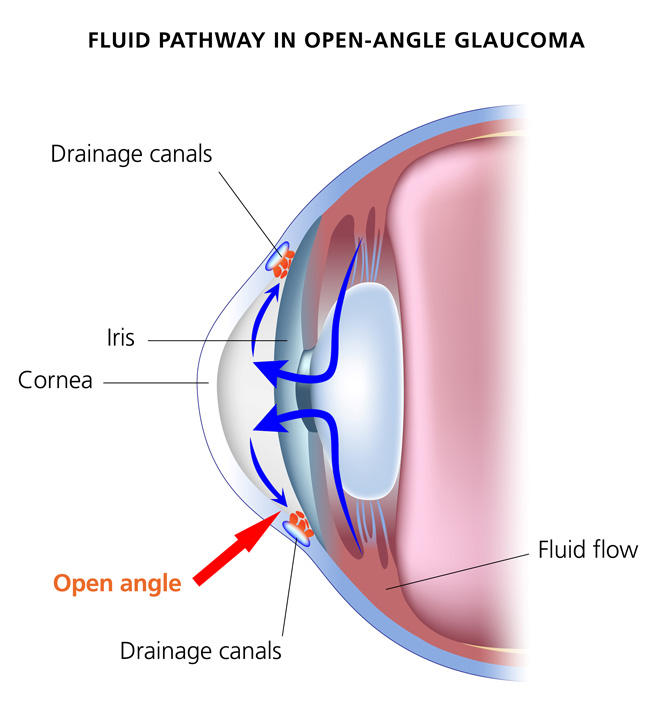 FLUID PATHWAY IN OPEN-ANGLE GLAUCOMA
Drainage canals
Iris
Cornea
Fluid flow
Open angle
Drainage canals